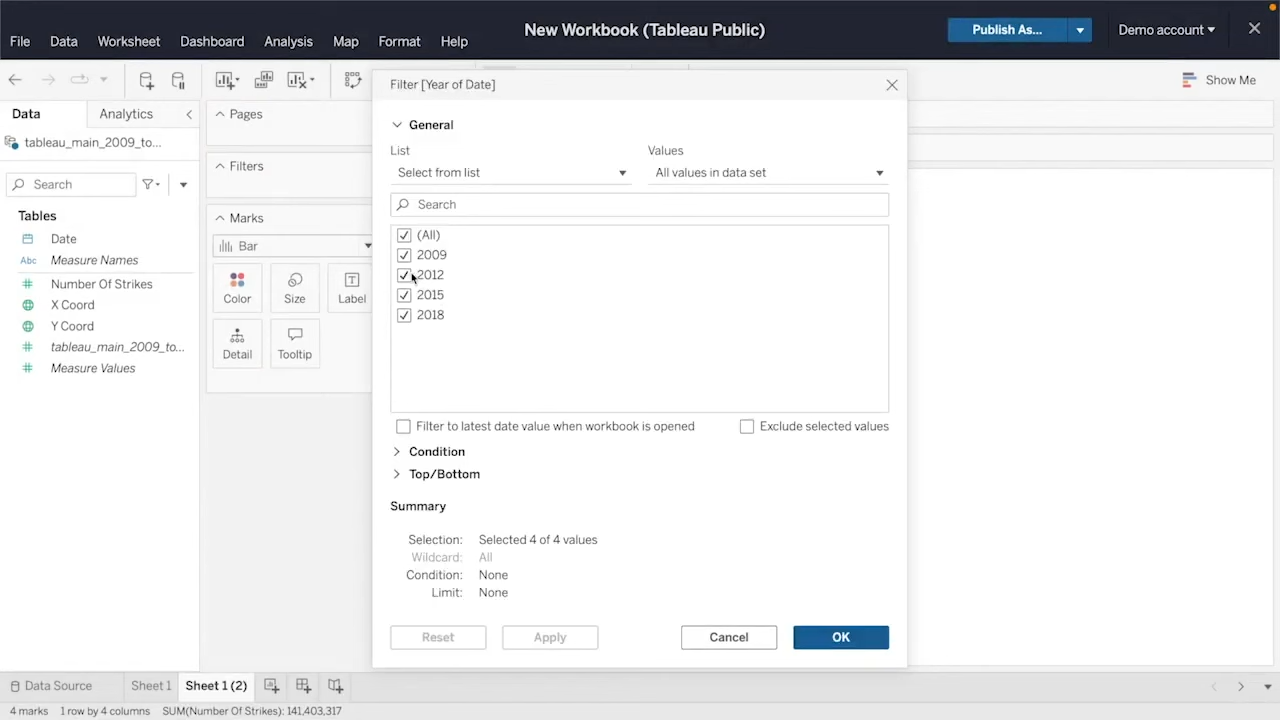 New Workbook (Tableau Public)
Publish As...
Demo account
File Data Worksheet Dashboard Analysis Map Format Help
Show Me
Data Analytics
tableau_main_2009_to...
Search
Tables
Date
Abc Measure Names
Number Of Strikes
X Coord
Y Coord
tableau_main_2009_to...
Measure Values
Pages
Filters
Marks
Bar
Color Size Label
Detail Tooltip
Filter [Year of Date]
General
List Values
Select from list All values in data set
Search
(All)
2009
2012
2015
2018
Filter to latest date value when workbook is opened Exclude selected values
Condition
Top/Bottom
Summary
Selection: Selected 4 of 4 values
Wildcard: All
Condition: None
Limit: None
Reset Apply Cancel OK
Data Source Sheet 1 Sheet 1 (2)
4 marks 1 row by 4 columns SUM(Number Of Strikes): 141,403,317